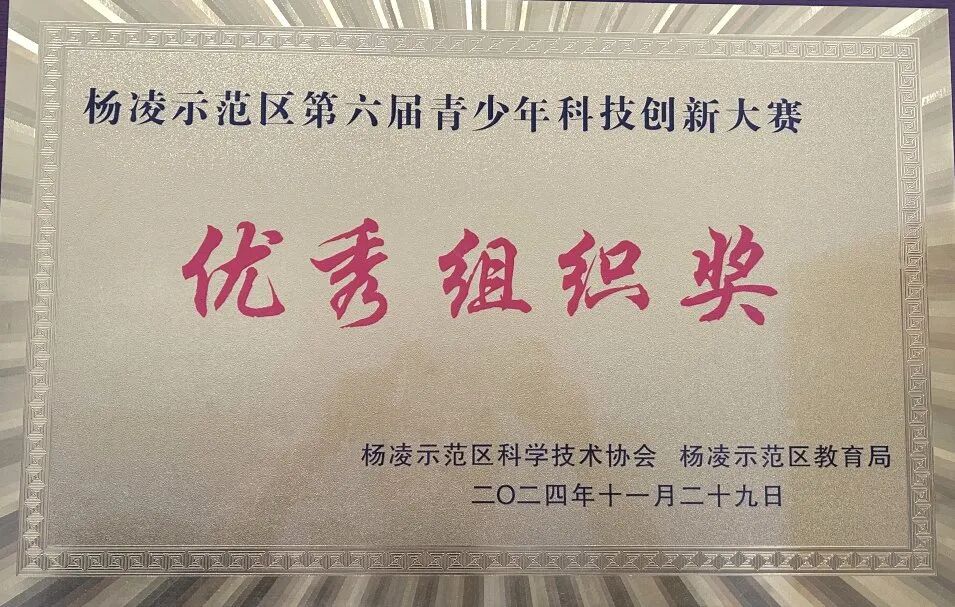 杨凌示范区第六届青少年科技创新大赛
优秀组织奖
杨凌示范区科学技术协会 杨凌示范区教育局
二〇二四年十一月二十九日